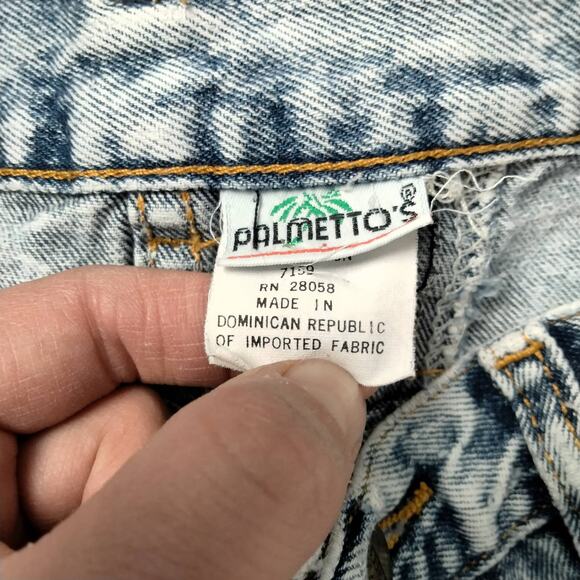 PALMETTO'S®
7159
RN 28058
MADE IN
DOMINICAN REPUBLIC
OF IMPORTED FABRIC